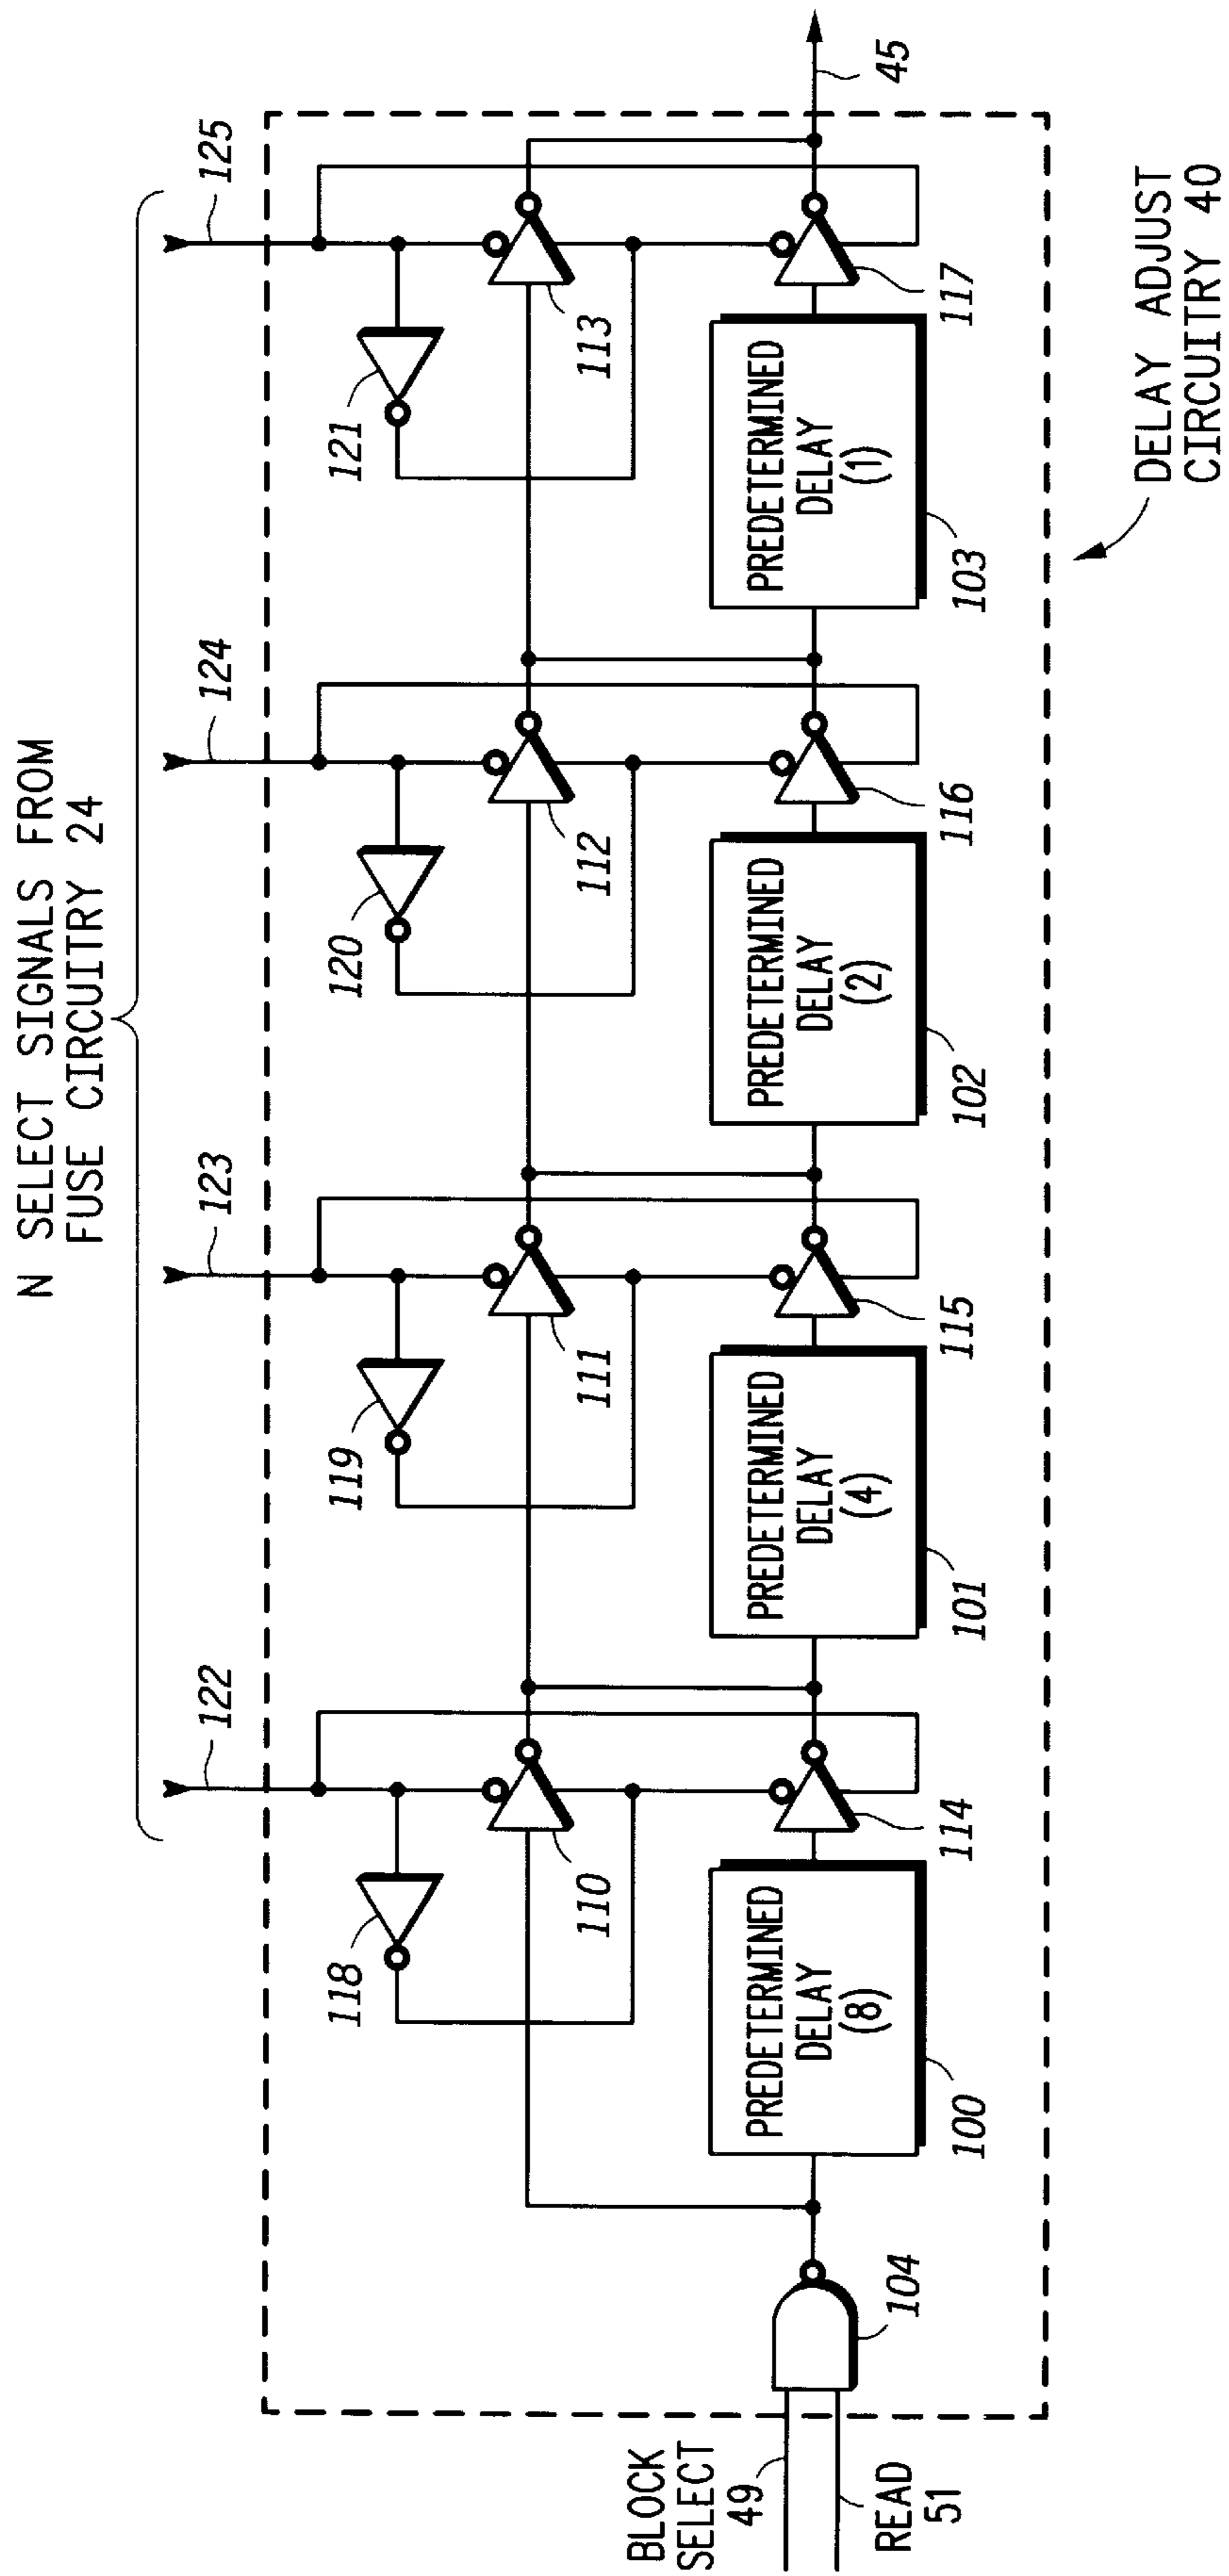 N SELECT SIGNALS FROM
FUSE CIRCUITRY 24
122
123
124
125
118
119
120
121
110
111
112
113
PREDETERMINED
DELAY
(8)
PREDETERMINED
DELAY
(4)
PREDETERMINED
DELAY
(2)
PREDETERMINED
DELAY
(1)
114
115
116
117
100
101
102
103
104
45
BLOCK
SELECT
49
READ
51
DELAY ADJUST
CIRCUITRY 40